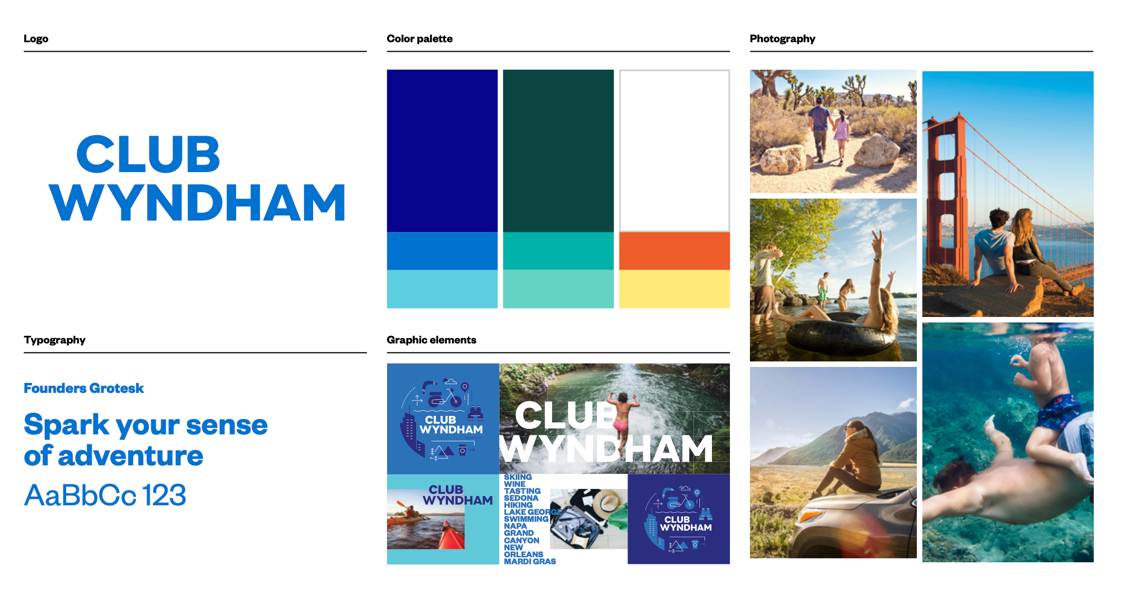 Logo
CLUB
WYNDHAM
Color palette
Photography
Typography
Founders Grotesk
Spark your sense
of adventure
AaBbCc 123
Graphic elements
CLUB
WYNDHAM
CLUB
WYNDHAM
CLUB
WYNDHAM
SKIING
WINE
TASTING
SEDONA
HIKING
LAKE GEORGE
SWIMMING
NAPA
GRAND
CANYON
NEW
ORLEANS
MARDI GRAS
CLUB
WYNDHAM